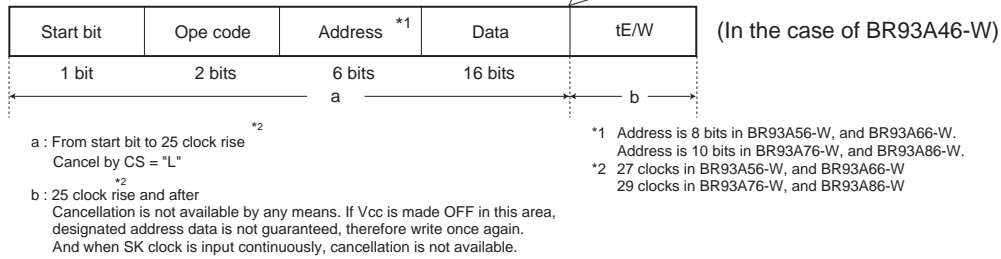 Start bit Ope code Address *1 Data tE/W (In the case of BR93A46-W)
1 bit 2 bits 6 bits 16 bits
a b
a : From start bit to 25 clock rise *2
Cancel by CS = "L"
b : 25 clock rise and after *2
Cancellation is not available by any means. If Vcc is made OFF in this area,
designated address data is not guaranteed, therefore write once again.
And when SK clock is input continuously, cancellation is not available.
*1 Address is 8 bits in BR93A56-W, and BR93A66-W.
Address is 10 bits in BR93A76-W, and BR93A86-W.
*2 27 clocks in BR93A56-W, and BR93A66-W
29 clocks in BR93A76-W, and BR93A86-W